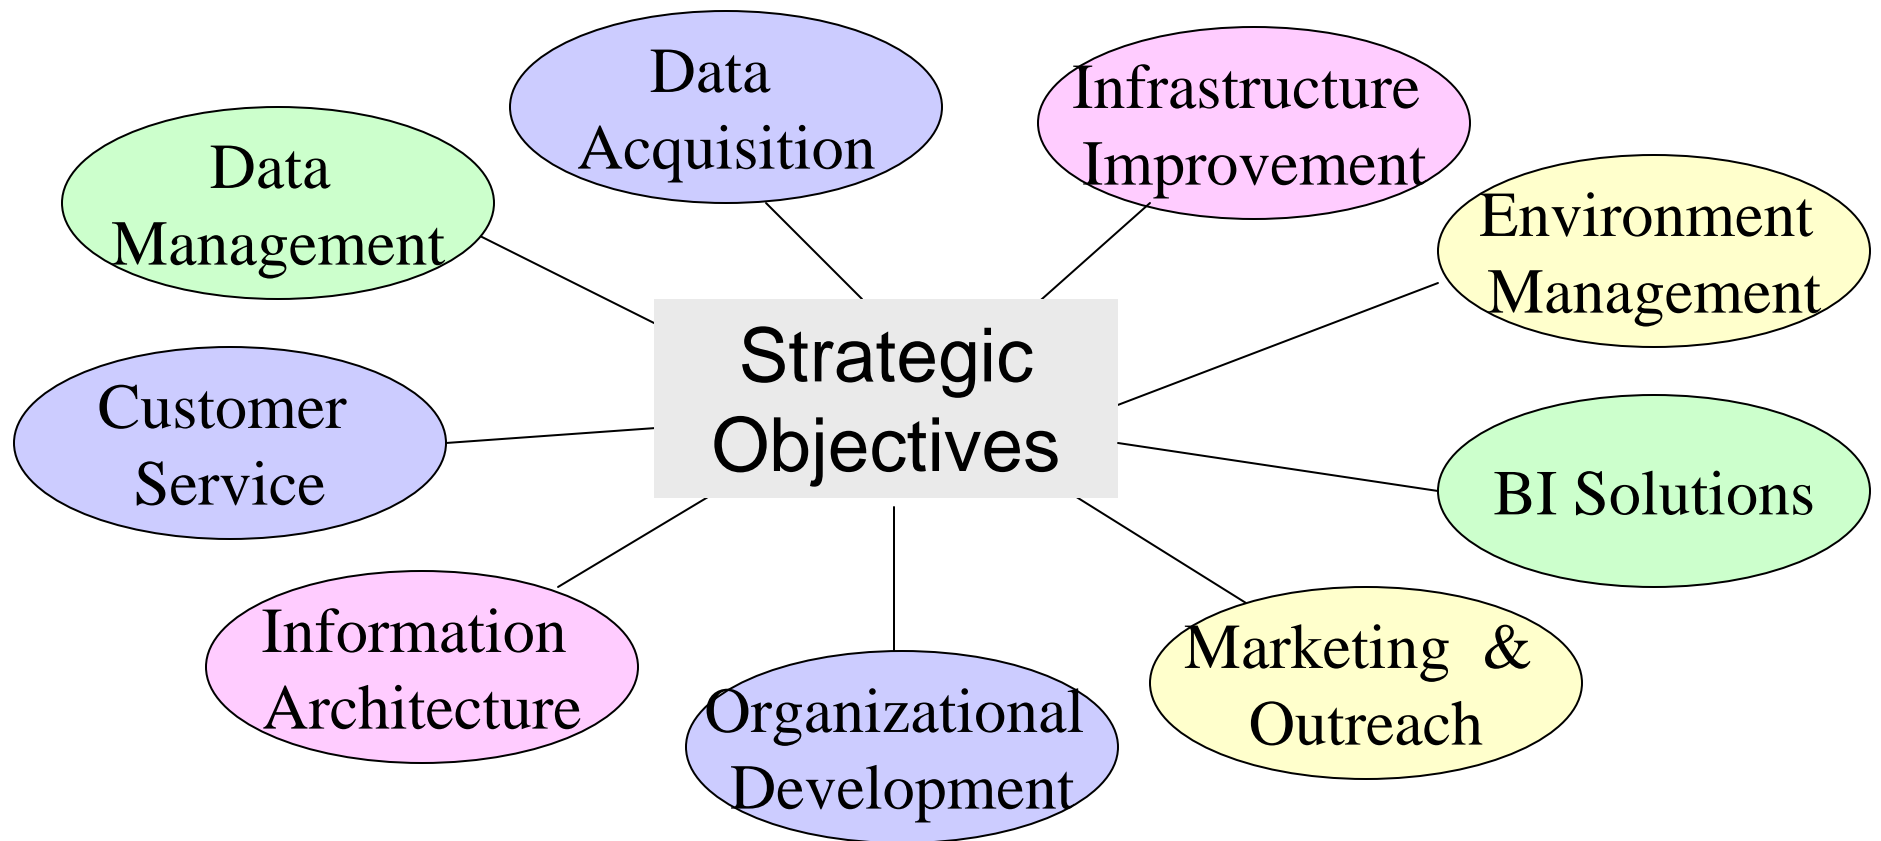 Data
Acquisition
Infrastructure
Improvement
Data
Management
Environment
Management
Strategic
Objectives
Customer
Service
BI Solutions
Information
Architecture
Marketing & 
Outreach
Organizational
Development